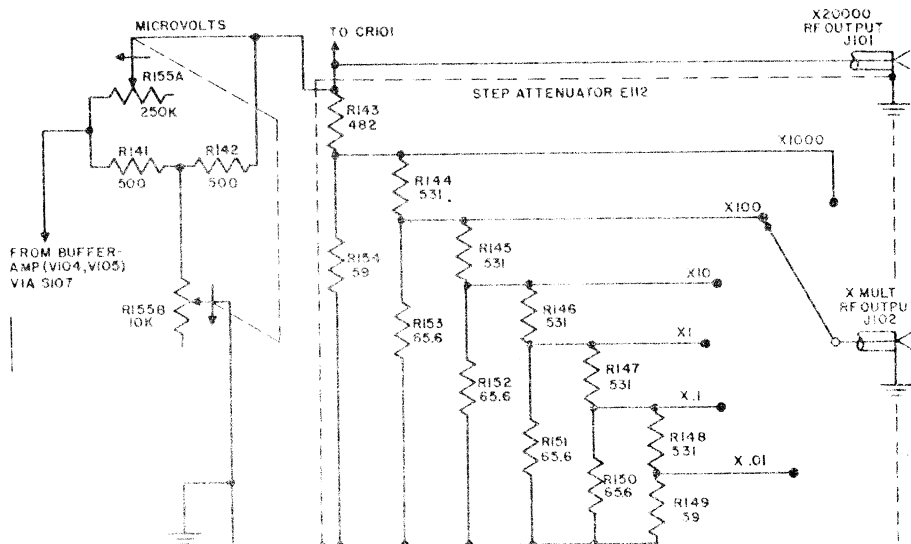 MICROVOLTS
TO CR101
X20000
RF OUTPUT
J101
R155A
250K
STEP ATTENUATOR E112
R143
482
R141
500
R142
500
X1000
R144
531
X100
FROM BUFFER-
AMP (V104, V105)
VIA S107
R154
59
R145
531
X10
R155B
10K
R153
65.6
R146
531
X MULT
RF OUTPU
J102
X1
R152
65.6
R147
531
X.1
R151
65.6
R148
531
X .01
R150
65.6
R149
59